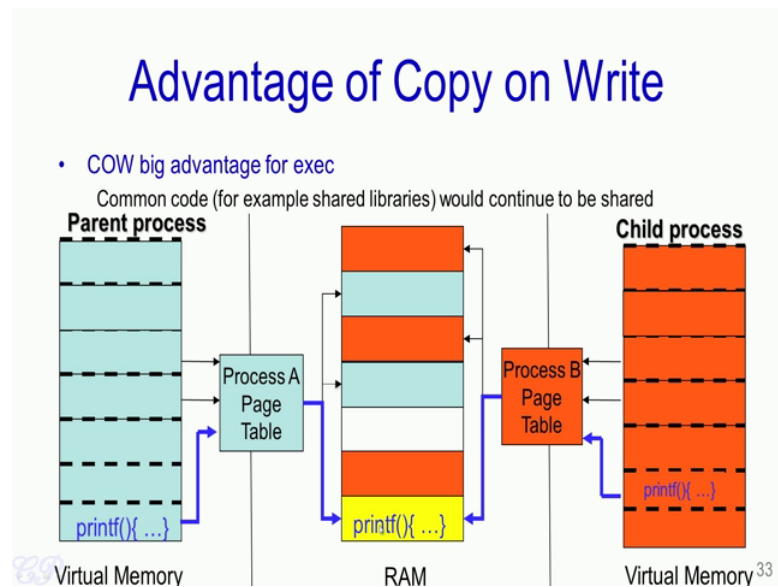 Advantage of Copy on Write
• COW big advantage for exec
Common code (for example shared libraries) would continue to be shared
Parent process
Child process
Process A
Page
Table
Process B
Page
Table
printf(){ ...}
printf(){ ...}
printf(){ ...}
Virtual Memory
RAM
Virtual Memory
33